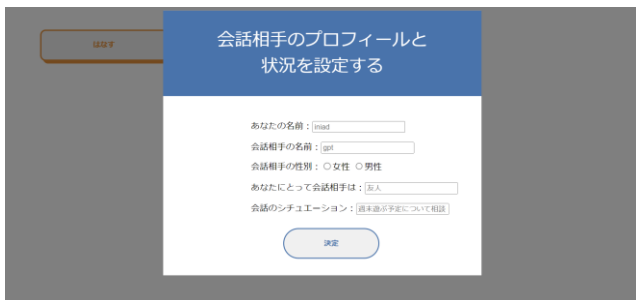 はなす
会話相手のプロフィールと
状況を設定する
あなたの名前：iniad
会話相手の名前：gpt
会話相手の性別：○女性 ○男性
あなたにとって会話相手は：友人
会話のシチュエーション：週末遊ぶ予定について相談
決定